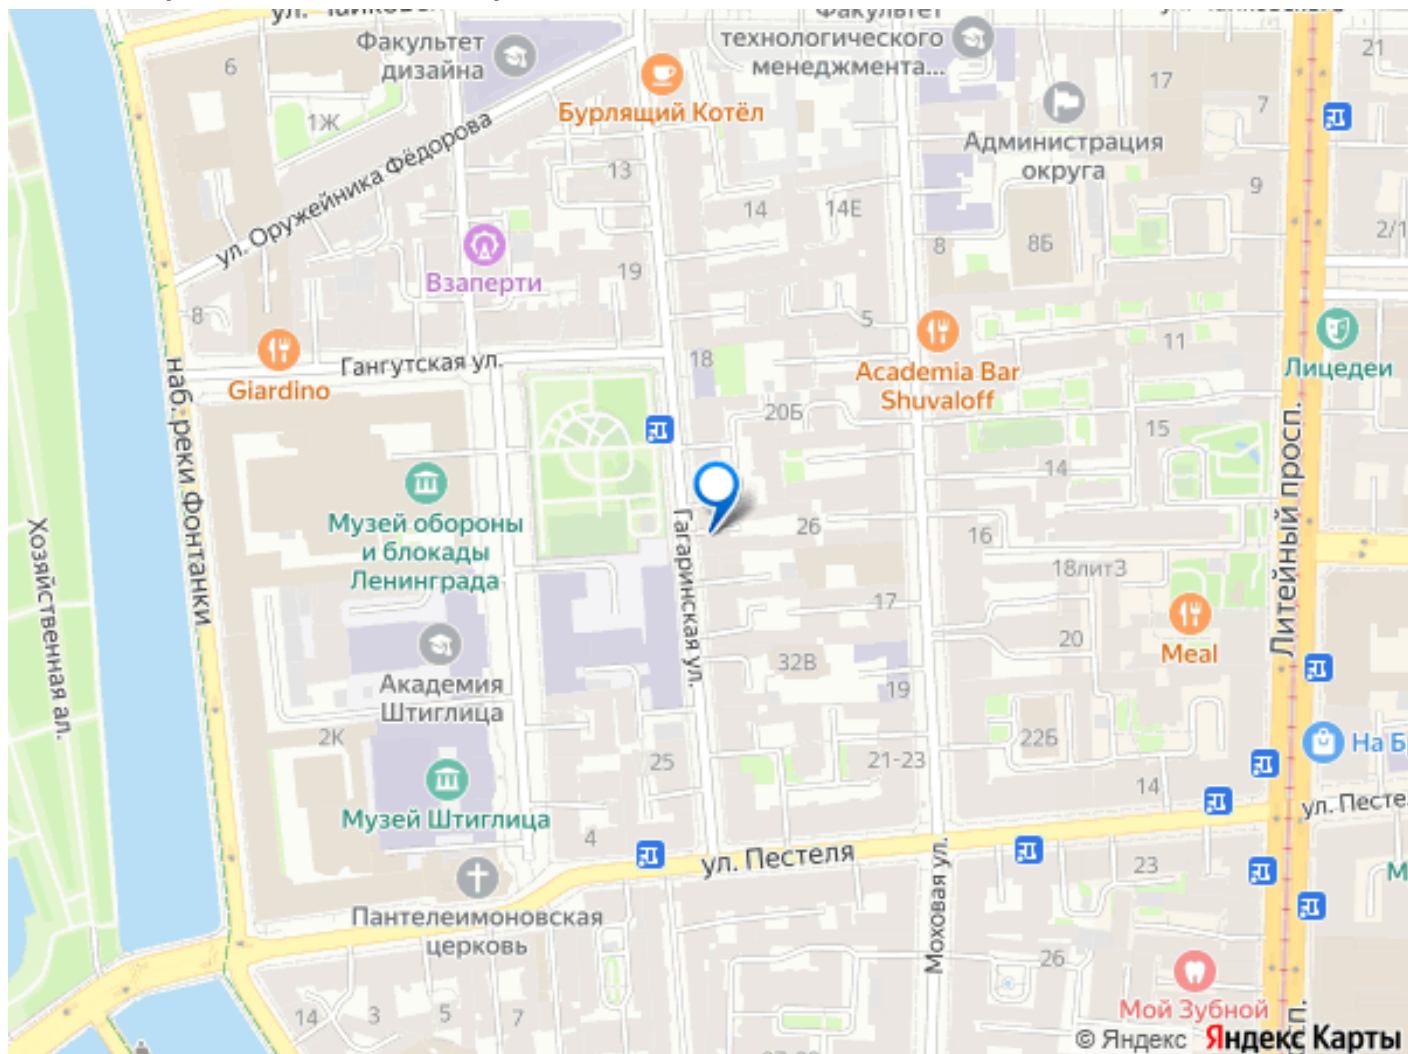 ул. Чайковского
Факультет
дизайна
6
1Ж
ул. Оружейника Фёдорова
Бурлящий Котёл
Факультет
технологического
менеджмента...
17
21
7
Администрация
округа
9
13
14
14Е
8
8Б
2/1
Взаперти
19
8
5
Giardino
Гангутская ул.
18
Academia Bar
Shuvaloff
11
Лицедеи
20Б
15
14
наб. реки Фонтанки
Музей обороны
и блокады
Ленинграда
Гагаринская ул.
26
16
18лит3
Литейный просп.
Хозяйственная ал.
17
20
Meal
32В
19
Академия
Штиглица
2К
25
21-23
22Б
14
На Б
Музей Штиглица
4
ул. Пестеля
ул. Песте
23
М
Пантелеимоновская
церковь
Моховая ул.
26
Мой Зубной
14
3
5
7
© Яндекс Яндекс Карты